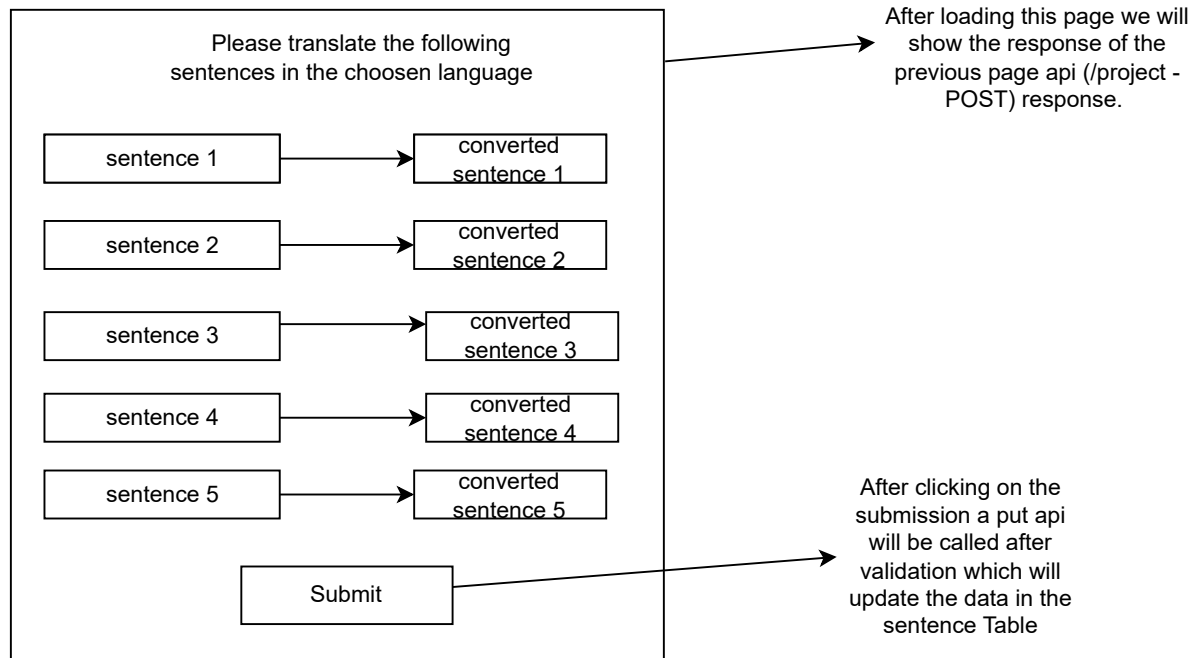 Please translate the following
sentences in the choosen language
After loading this page we will
show the response of the
previous page api (/project -
POST) response.
sentence 1
converted
sentence 1
sentence 2
converted
sentence 2
sentence 3
converted
sentence 3
sentence 4
converted
sentence 4
sentence 5
converted
sentence 5
Submit
After clicking on the
submission a put api
will be called after
validation which will
update the data in the
sentence Table